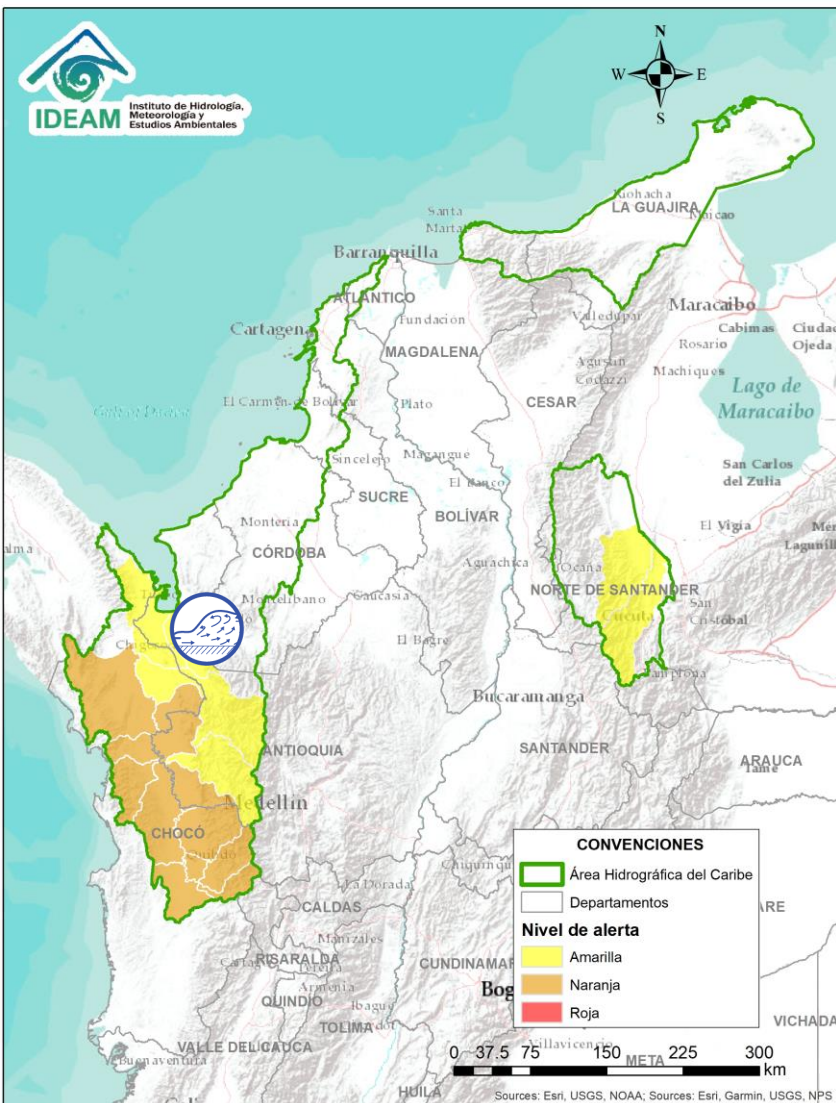 IDEAM
Instituto de Hidrología,
Meteorología y
Estudios Ambientales
N
W
E
S
Riohacha
LA GUAJIRA
Maicao
Santa
Marta
Barranquilla
ATLÁNTICO
Maracaibo
Cartagena
Fundación
Valledupar
Cabimas
Ciudad
Ojeda
MAGDALENA
Rosario
Agustín
Codazzi
Machiques
El Carmen de Bolívar
Plato
CESAR
Lago de
Maracaibo
Sincelejo
Magangué
San Carlos
del Zulia
SUCRE
El Banco
BOLÍVAR
Montería
El Vigía
CÓRDOBA
Ocaña
Aguachica
NORTE DE SANTANDER
Montelíbano
Caucasia
San
Cristóbal
Cúcuta
El Bagre
Pamplona
Bucaramanga
ANTIOQUIA
SANTANDER
ARAUCA
Tame
Medellín
CHOCÓ
Quibdó
La Dorada
CALDAS
Manizales
RISARALDA
Pereira
CUNDINAMAR
Armenia
Bog
QUINDÍO
Ibagué
TOLIMA
VALLE DEL CAUCA
Buenaventura
Villavicencio
META
VICHADA
HUILA
CONVENCIONES
Área Hidrográfica del Caribe
Departamentos
Nivel de alerta
Amarilla
Naranja
Roja
0 37.5 75 150 225 300
km
Sources: Esri, USGS, NOAA; Sources: Esri, Garmin, USGS, NPS